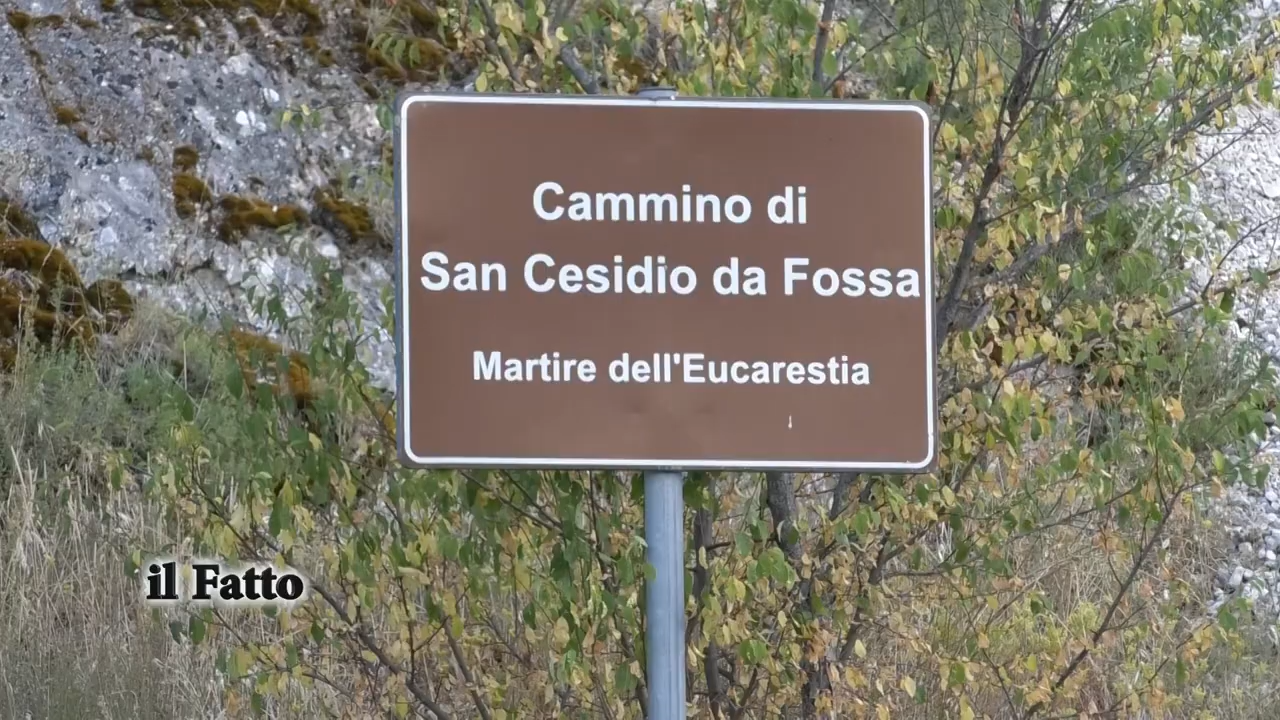 Cammino di
San Cesidio da Fossa
Martire dell'Eucarestia
il Fatto